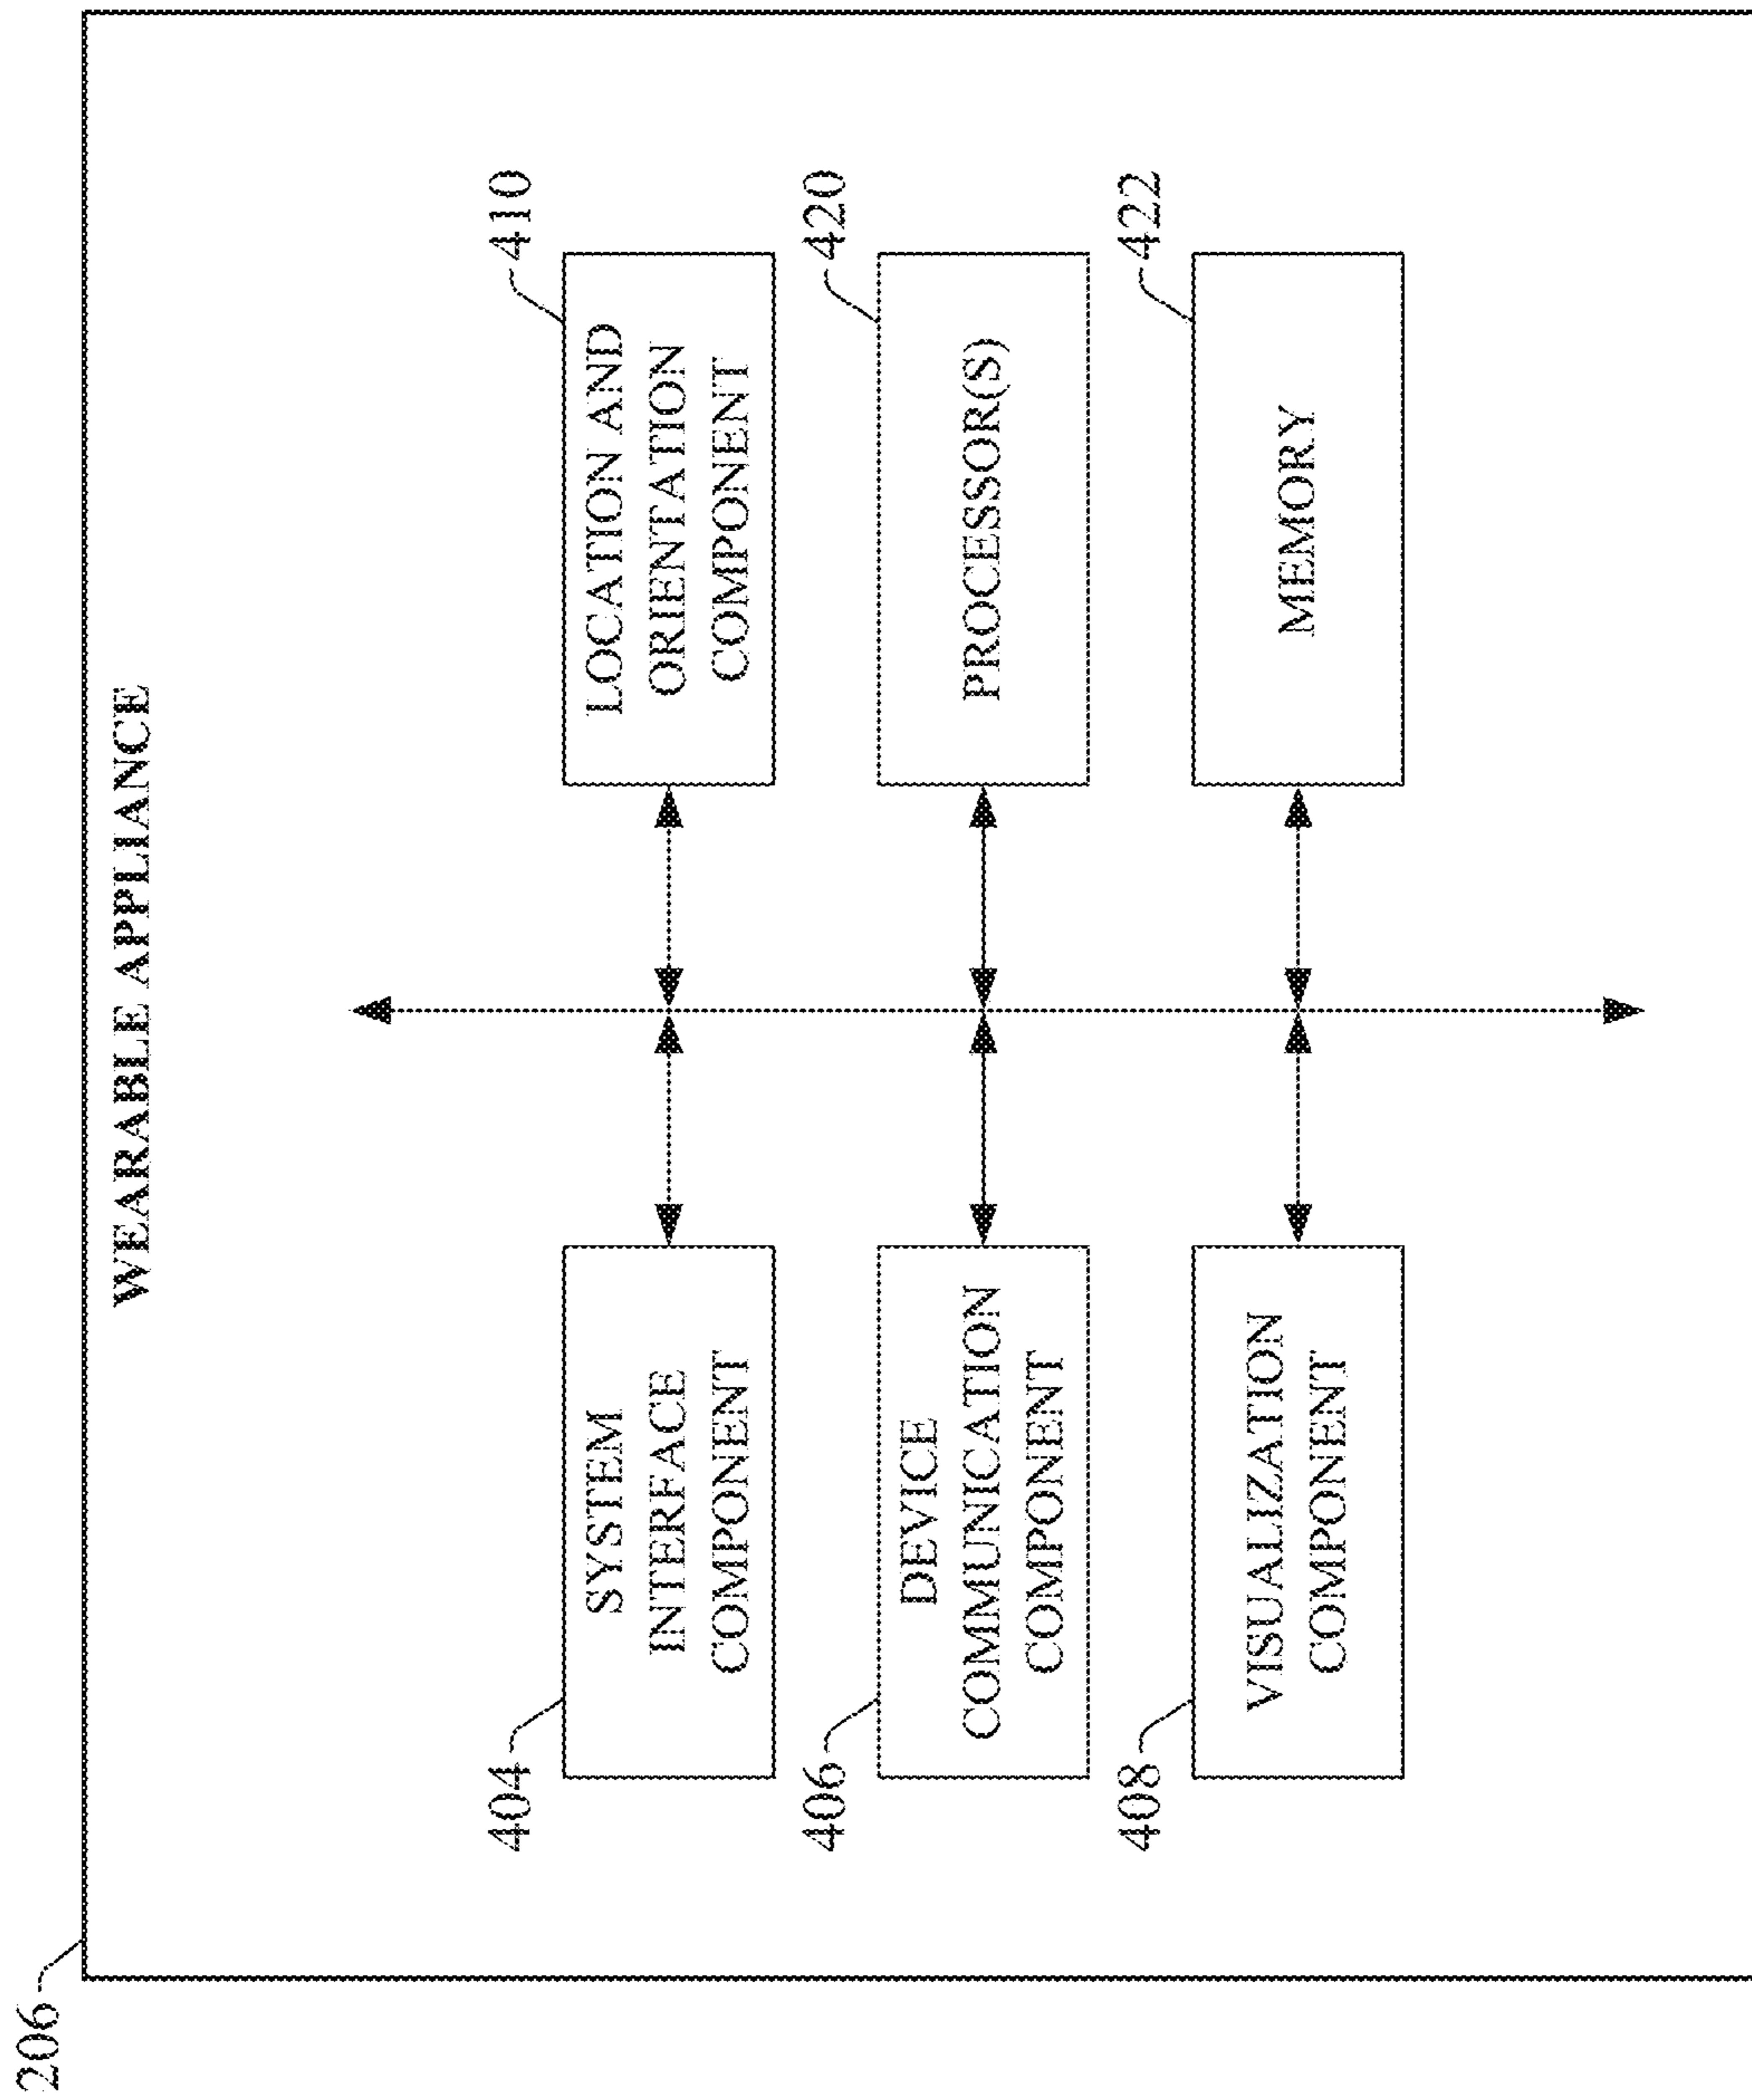 206
WEARABLE APPLIANCE
404
SYSTEM
INTERFACE
COMPONENT
410
LOCATION AND
ORIENTATION
COMPONENT
406
DEVICE
COMMUNICATION
COMPONENT
420
PROCESSOR(S)
408
VISUALIZATION
COMPONENT
422
MEMORY